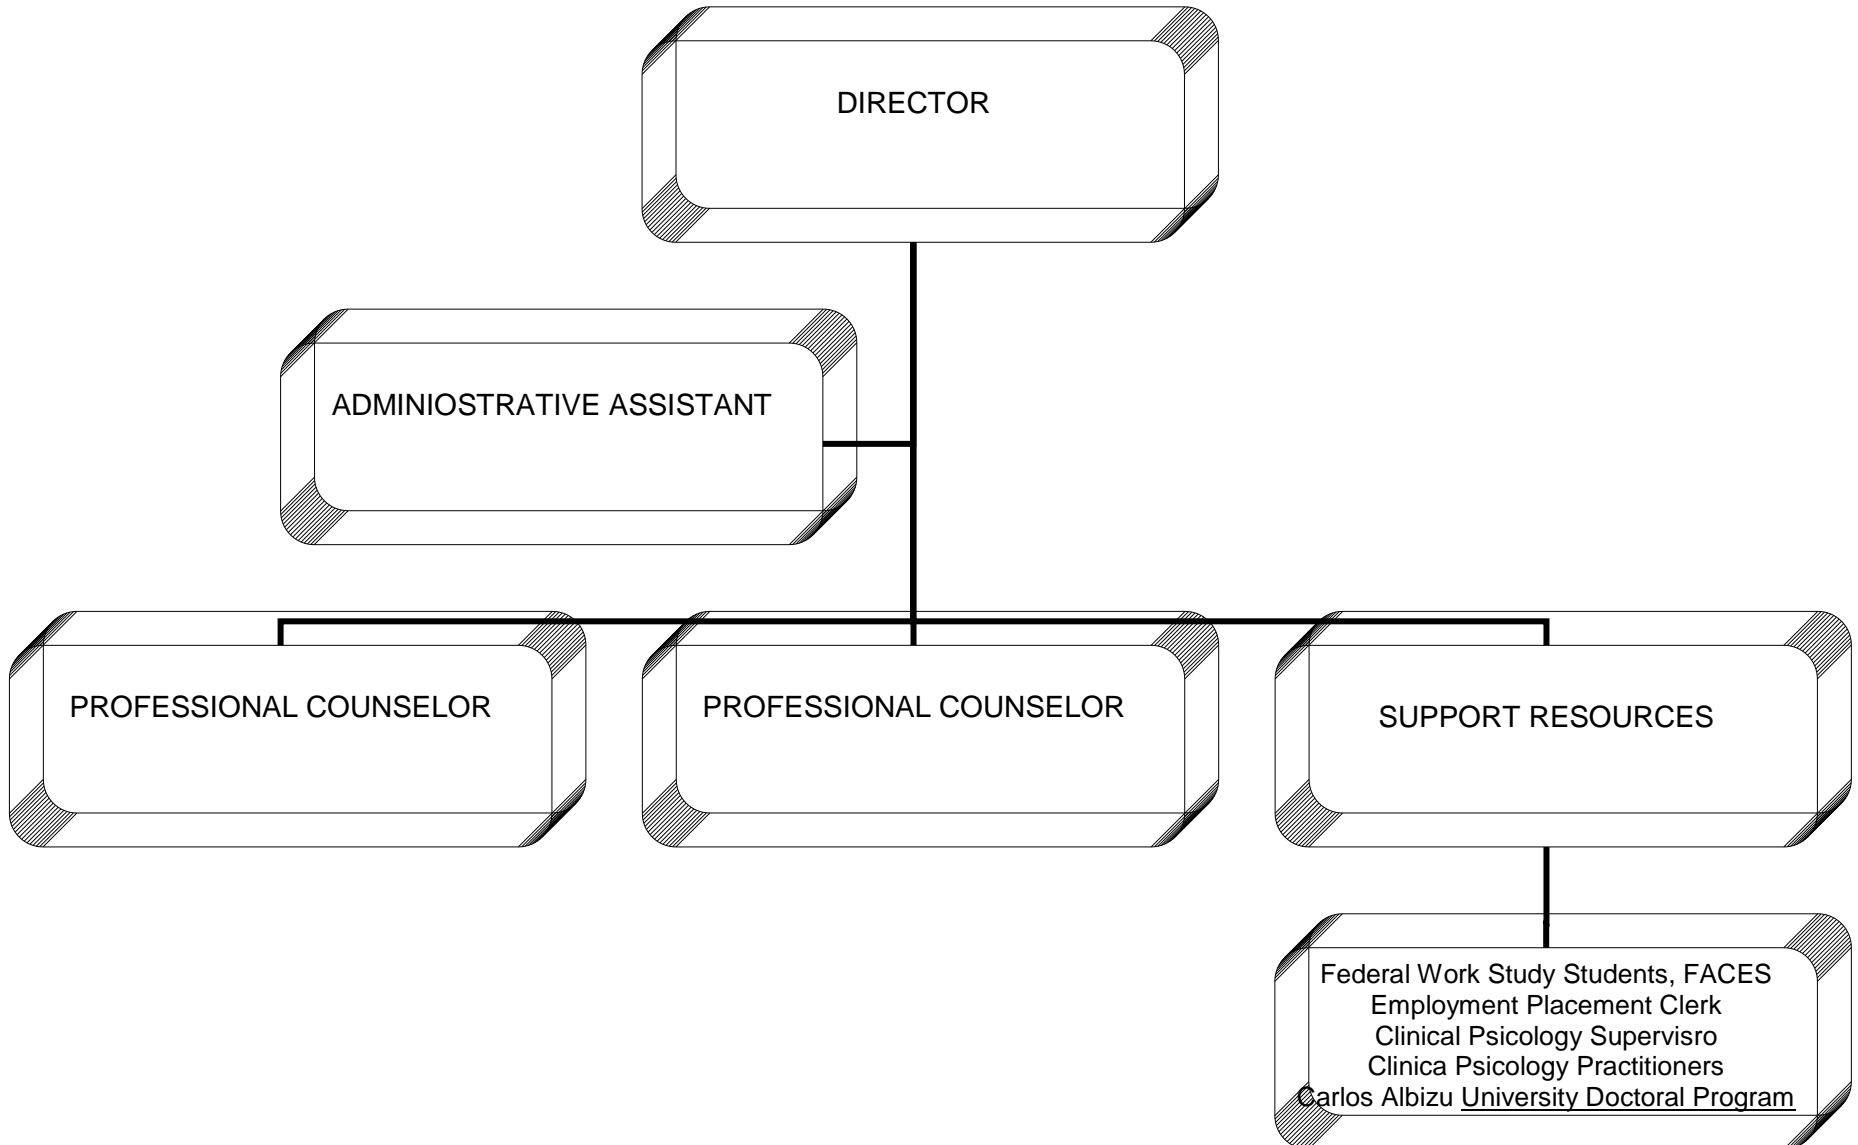 DIRECTOR
ADMINIOSTRATIVE ASSISTANT
PROFESSIONAL COUNSELOR
PROFESSIONAL COUNSELOR
SUPPORT RESOURCES
Federal Work Study Students, FACES
Employment Placement Clerk
Clinical Psicology Supervisro
Clinica Psicology Practitioners
Carlos Albizu University Doctoral Program